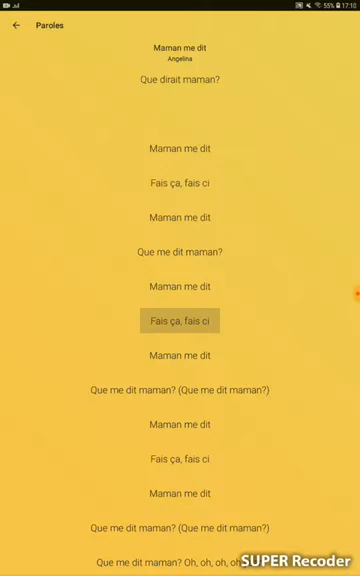 55% 17:10
Paroles
Maman me dit
Angelina
Que dirait maman?
Maman me dit
Fais ça, fais ci
Maman me dit
Que me dit maman?
Maman me dit
Fais ça, fais ci
Maman me dit
Que me dit maman? (Que me dit maman?)
Maman me dit
Fais ça, fais ci
Maman me dit
Que me dit maman? (Que me dit maman?)
Que me dit maman? Oh, oh, oh,
SUPER Recoder